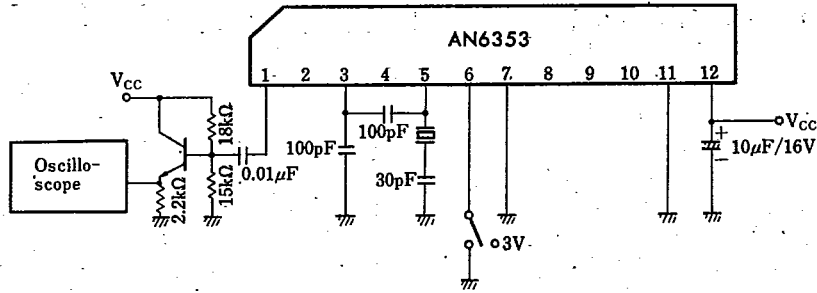 AN6353
1 2 3 4 5 6 7 8 9 10 11 12
VCC
18kΩ
VCC
100pF
+
10μF/16V
−
100pF
Oscillo-
scope
0.01μF
15kΩ
2.2kΩ
30pF
3V